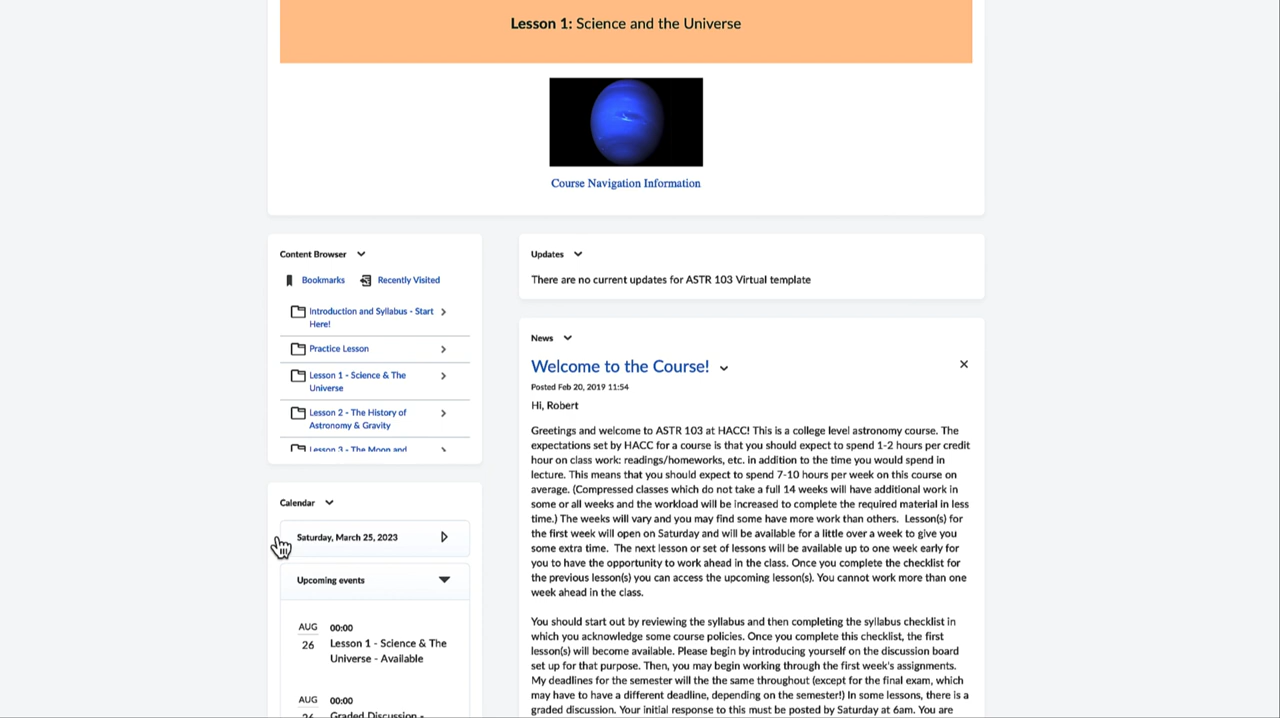 Lesson 1: Science and the Universe
Course Navigation Information
Content Browser
Bookmarks
Recently Visited
Introduction and Syllabus - Start
Here!
Practice Lesson
Lesson 1 - Science & The
Universe
Lesson 2 - The History of
Astronomy & Gravity
Lesson 3 - The Moon and
Calendar
Saturday, March 25, 2023
Upcoming events
AUG
26
00:00
Lesson 1 - Science & The
Universe - Available
AUG
26
00:00
Graded Discussion -
Updates
There are no current updates for ASTR 103 Virtual template
News
Welcome to the Course!
Posted Feb 20, 2019 11:54
Hi, Robert
Greetings and welcome to ASTR 103 at HACC! This is a college level astronomy course. The
expectations set by HACC for a course is that you should expect to spend 1-2 hours per credit
hour on class work: readings/homeworks, etc. in addition to the time you would spend in
lecture. This means that you should expect to spend 7-10 hours per week on this course on
average. (Compressed classes which do not take a full 14 weeks will have additional work in
some or all weeks and the workload will be increased to complete the required material in less
time.) The weeks will vary and you may find some have more work than others. Lesson(s) for
the first week will open on Saturday and will be available for a little over a week to give you
some extra time. The next lesson or set of lessons will be available up to one week early for
you to have the opportunity to work ahead in the class. Once you complete the checklist for
the previous lesson(s) you can access the upcoming lesson(s). You cannot work more than one
week ahead in the class.
You should start out by reviewing the syllabus and then completing the syllabus checklist in
which you acknowledge some course policies. Once you complete this checklist, the first
lesson(s) will become available. Please begin by introducing yourself on the discussion board
set up for that purpose. Then, you may begin working through the first week's assignments.
My deadlines for the semester will the the same throughout (except for the final exam, which
may have to have a different deadline, depending on the semester!) In some lessons, there is a
graded discussion. Your initial response to this must be posted by Saturday at 6am. You are